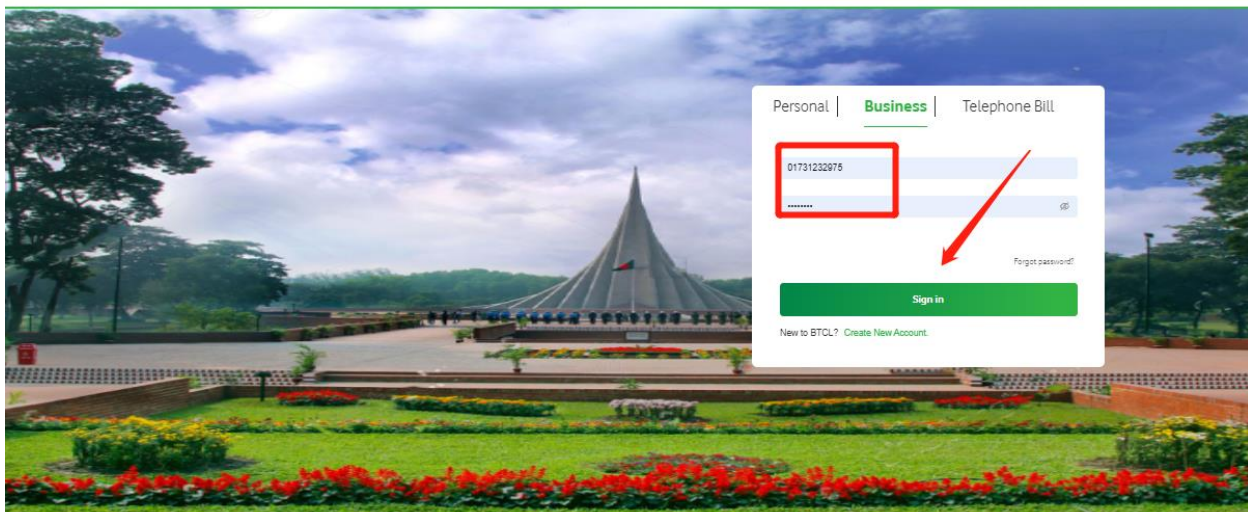 Personal Business Telephone Bill
01731232975
••••••••
Forgot password?
Sign in
New to BTCL? Create New Account.